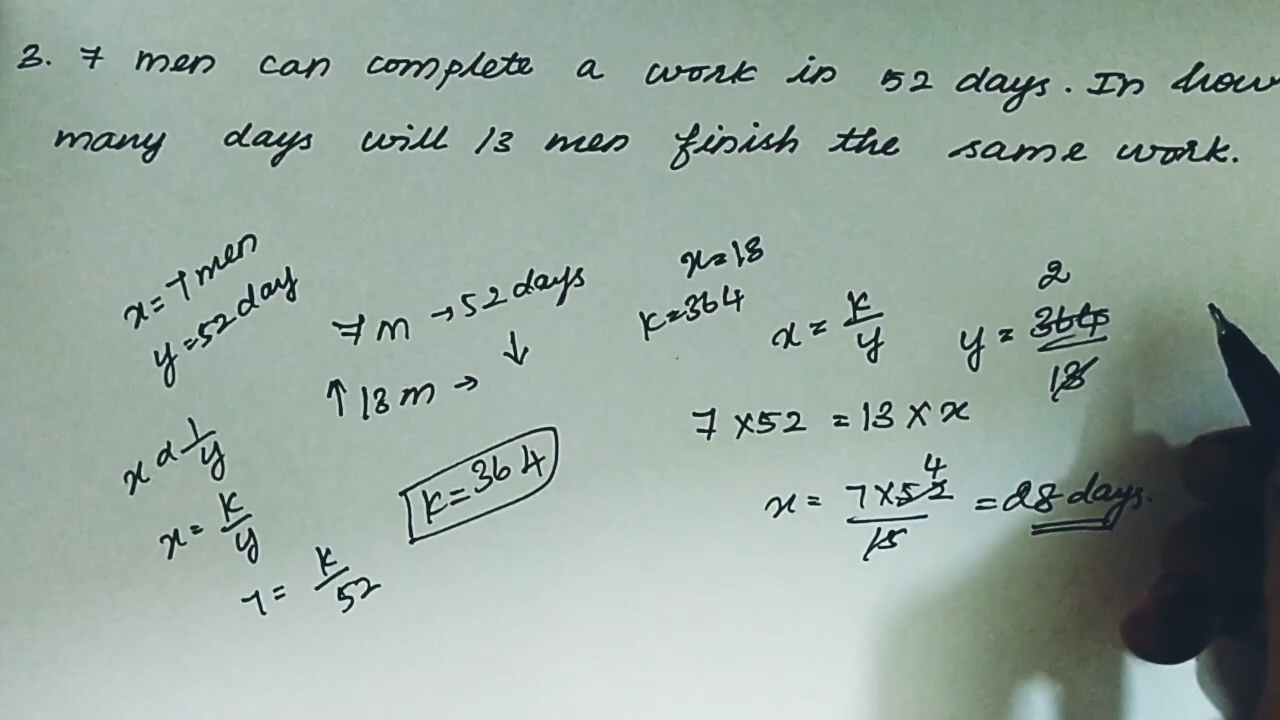 3. 7 men can complete a work in 52 days. In how
many days will 13 men finish the same work.
x = 7 men
y = 52 day
7 m → 52 days
↓
↑ 13 m →
x ∝ 1/y
x = k/y
7 = k/52
k = 364
x = 13
k = 364
x = k/y
y = 364/13
2
7 × 52 = 13 × x
x = 7 × 52/13 = 28 days.
4